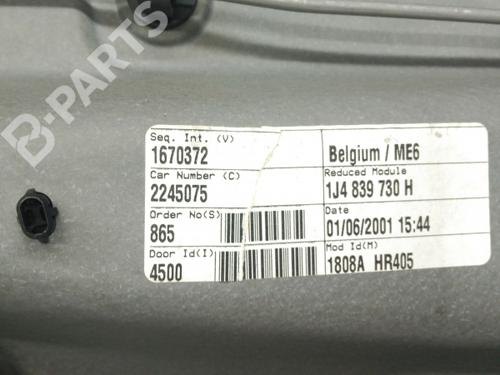 B-PARTS
Seq. Int. (V)
1670372
Car Number (C)
2245075
Order No(S)
865
Door Id(I)
4500
Belgium / ME6
Reduced Module
1J4 839 730 H
Date
01/06/2001 15:44
Mod Id(M)
1808A HR405